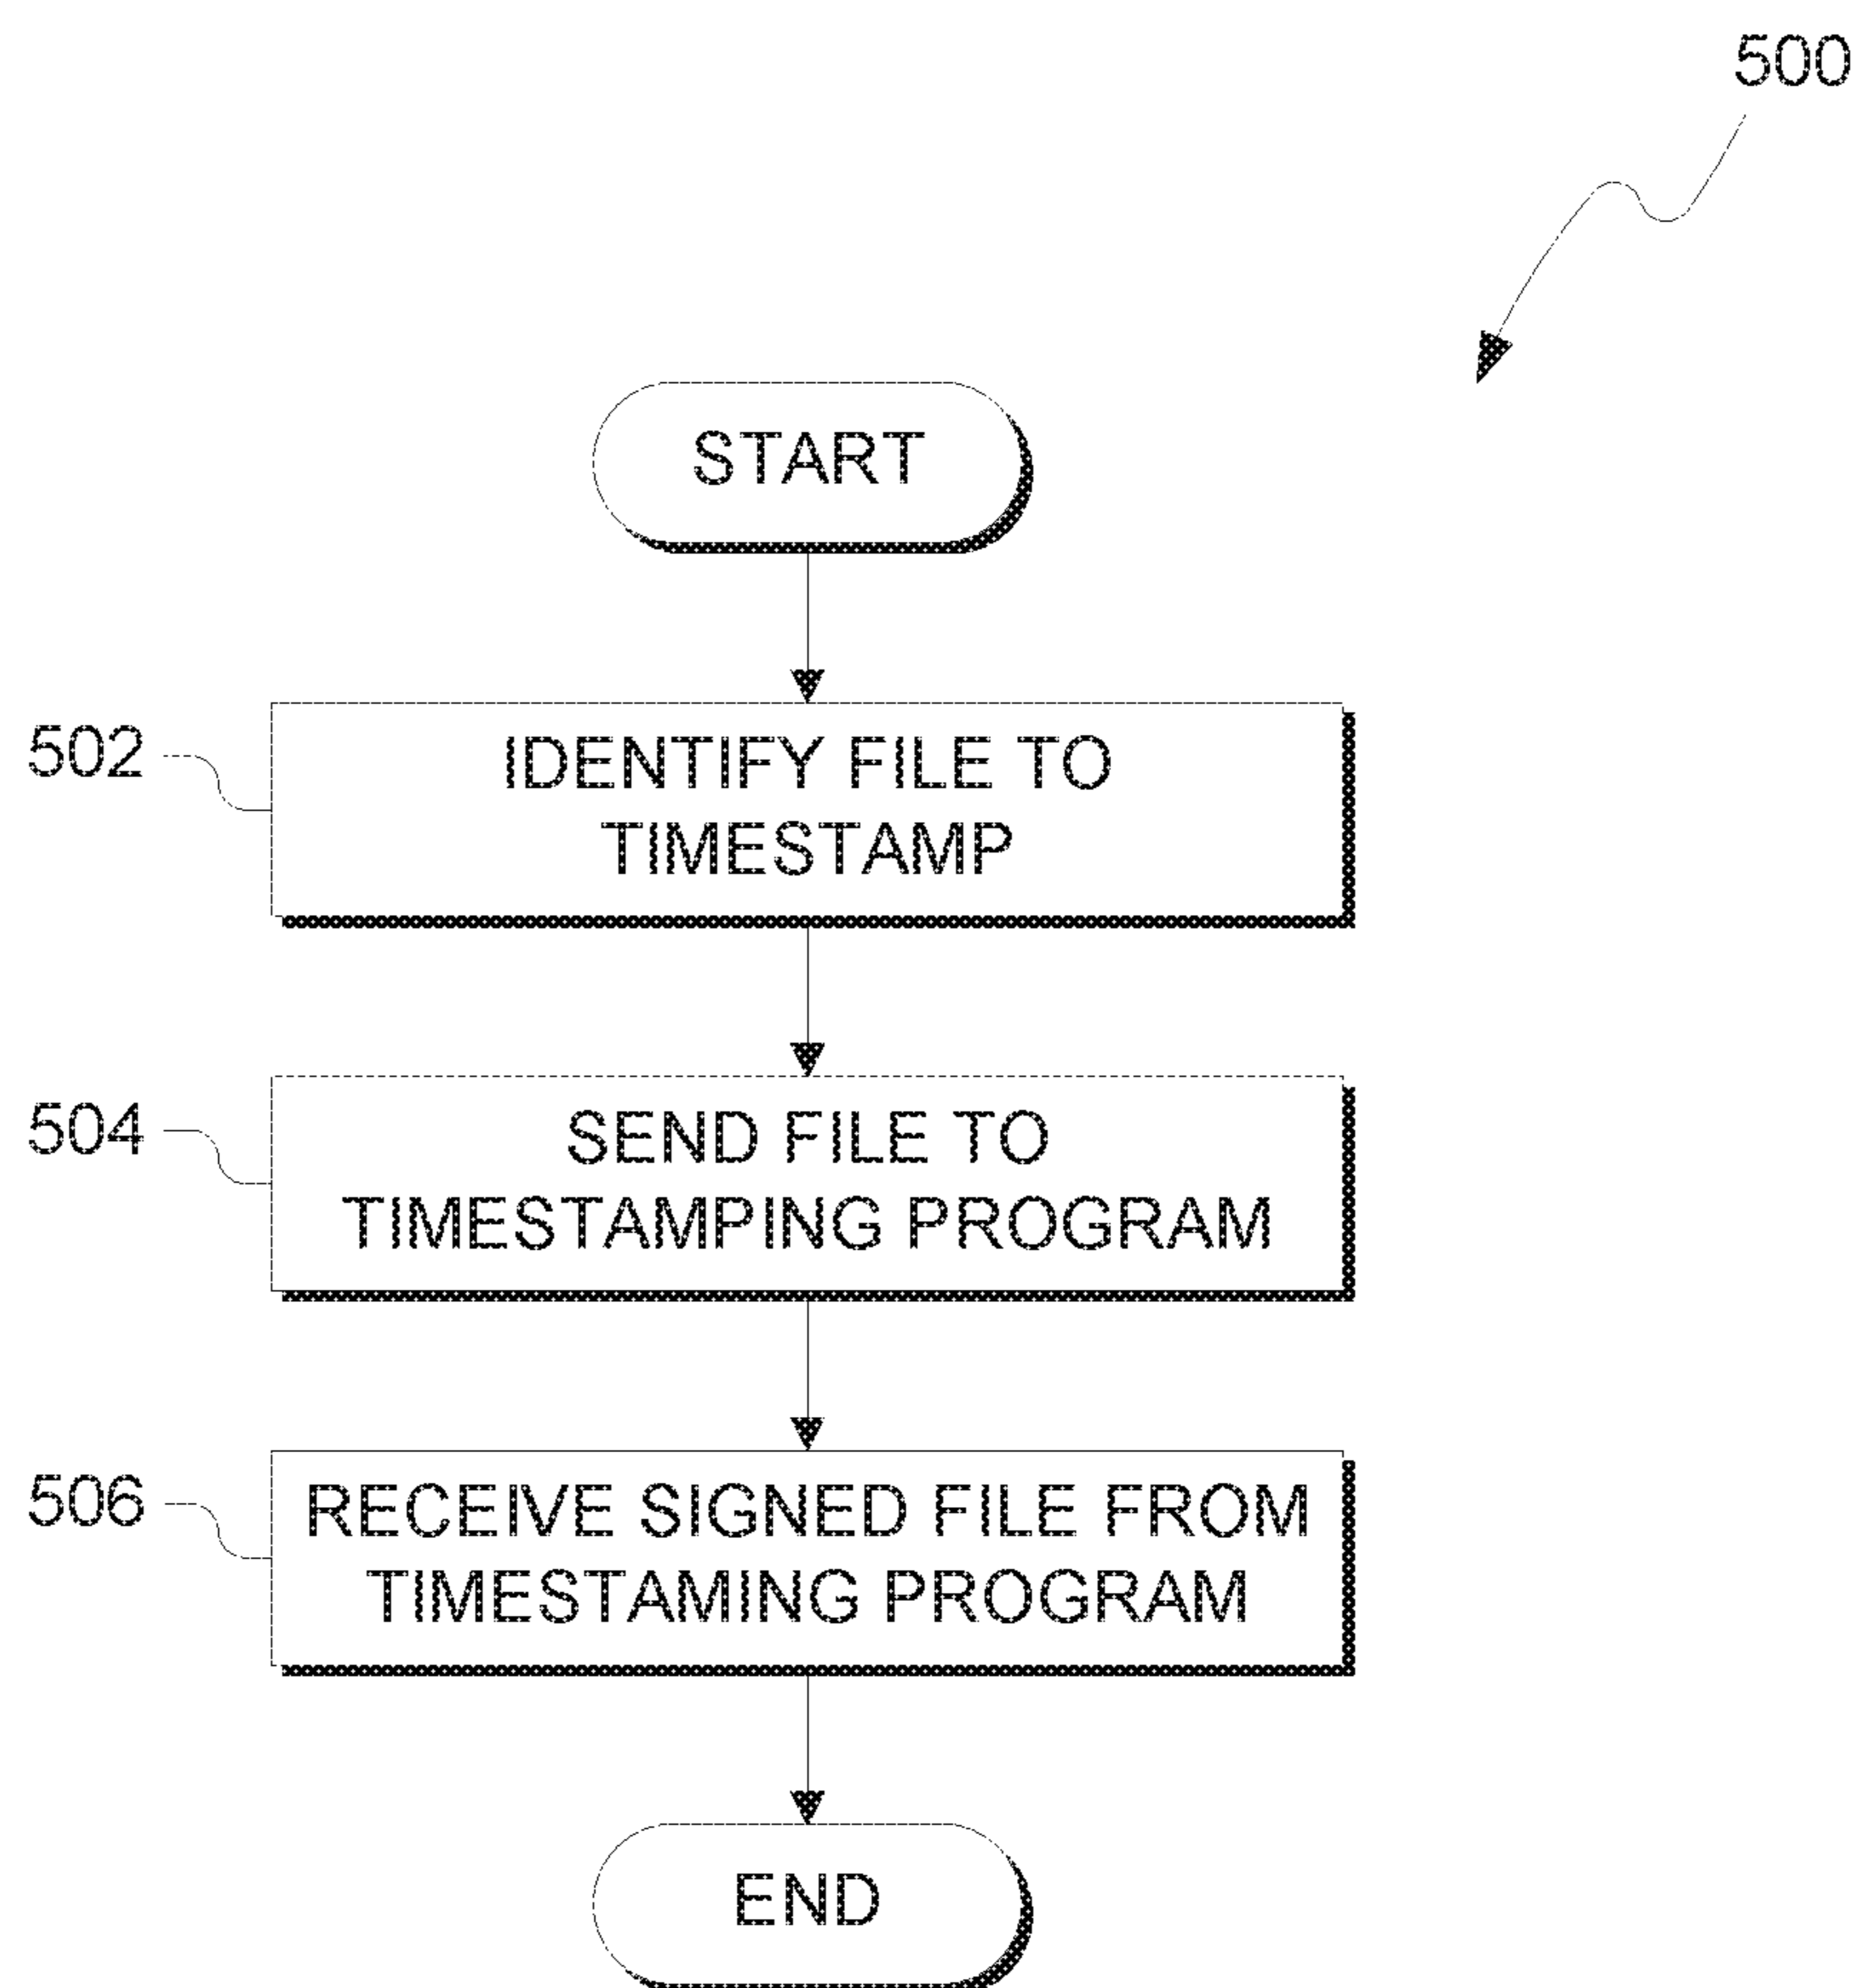 500
START
502
IDENTIFY FILE TO
TIMESTAMP
504
SEND FILE TO
TIMESTAMPING PROGRAM
506
RECEIVE SIGNED FILE FROM
TIMESTAMING PROGRAM
END